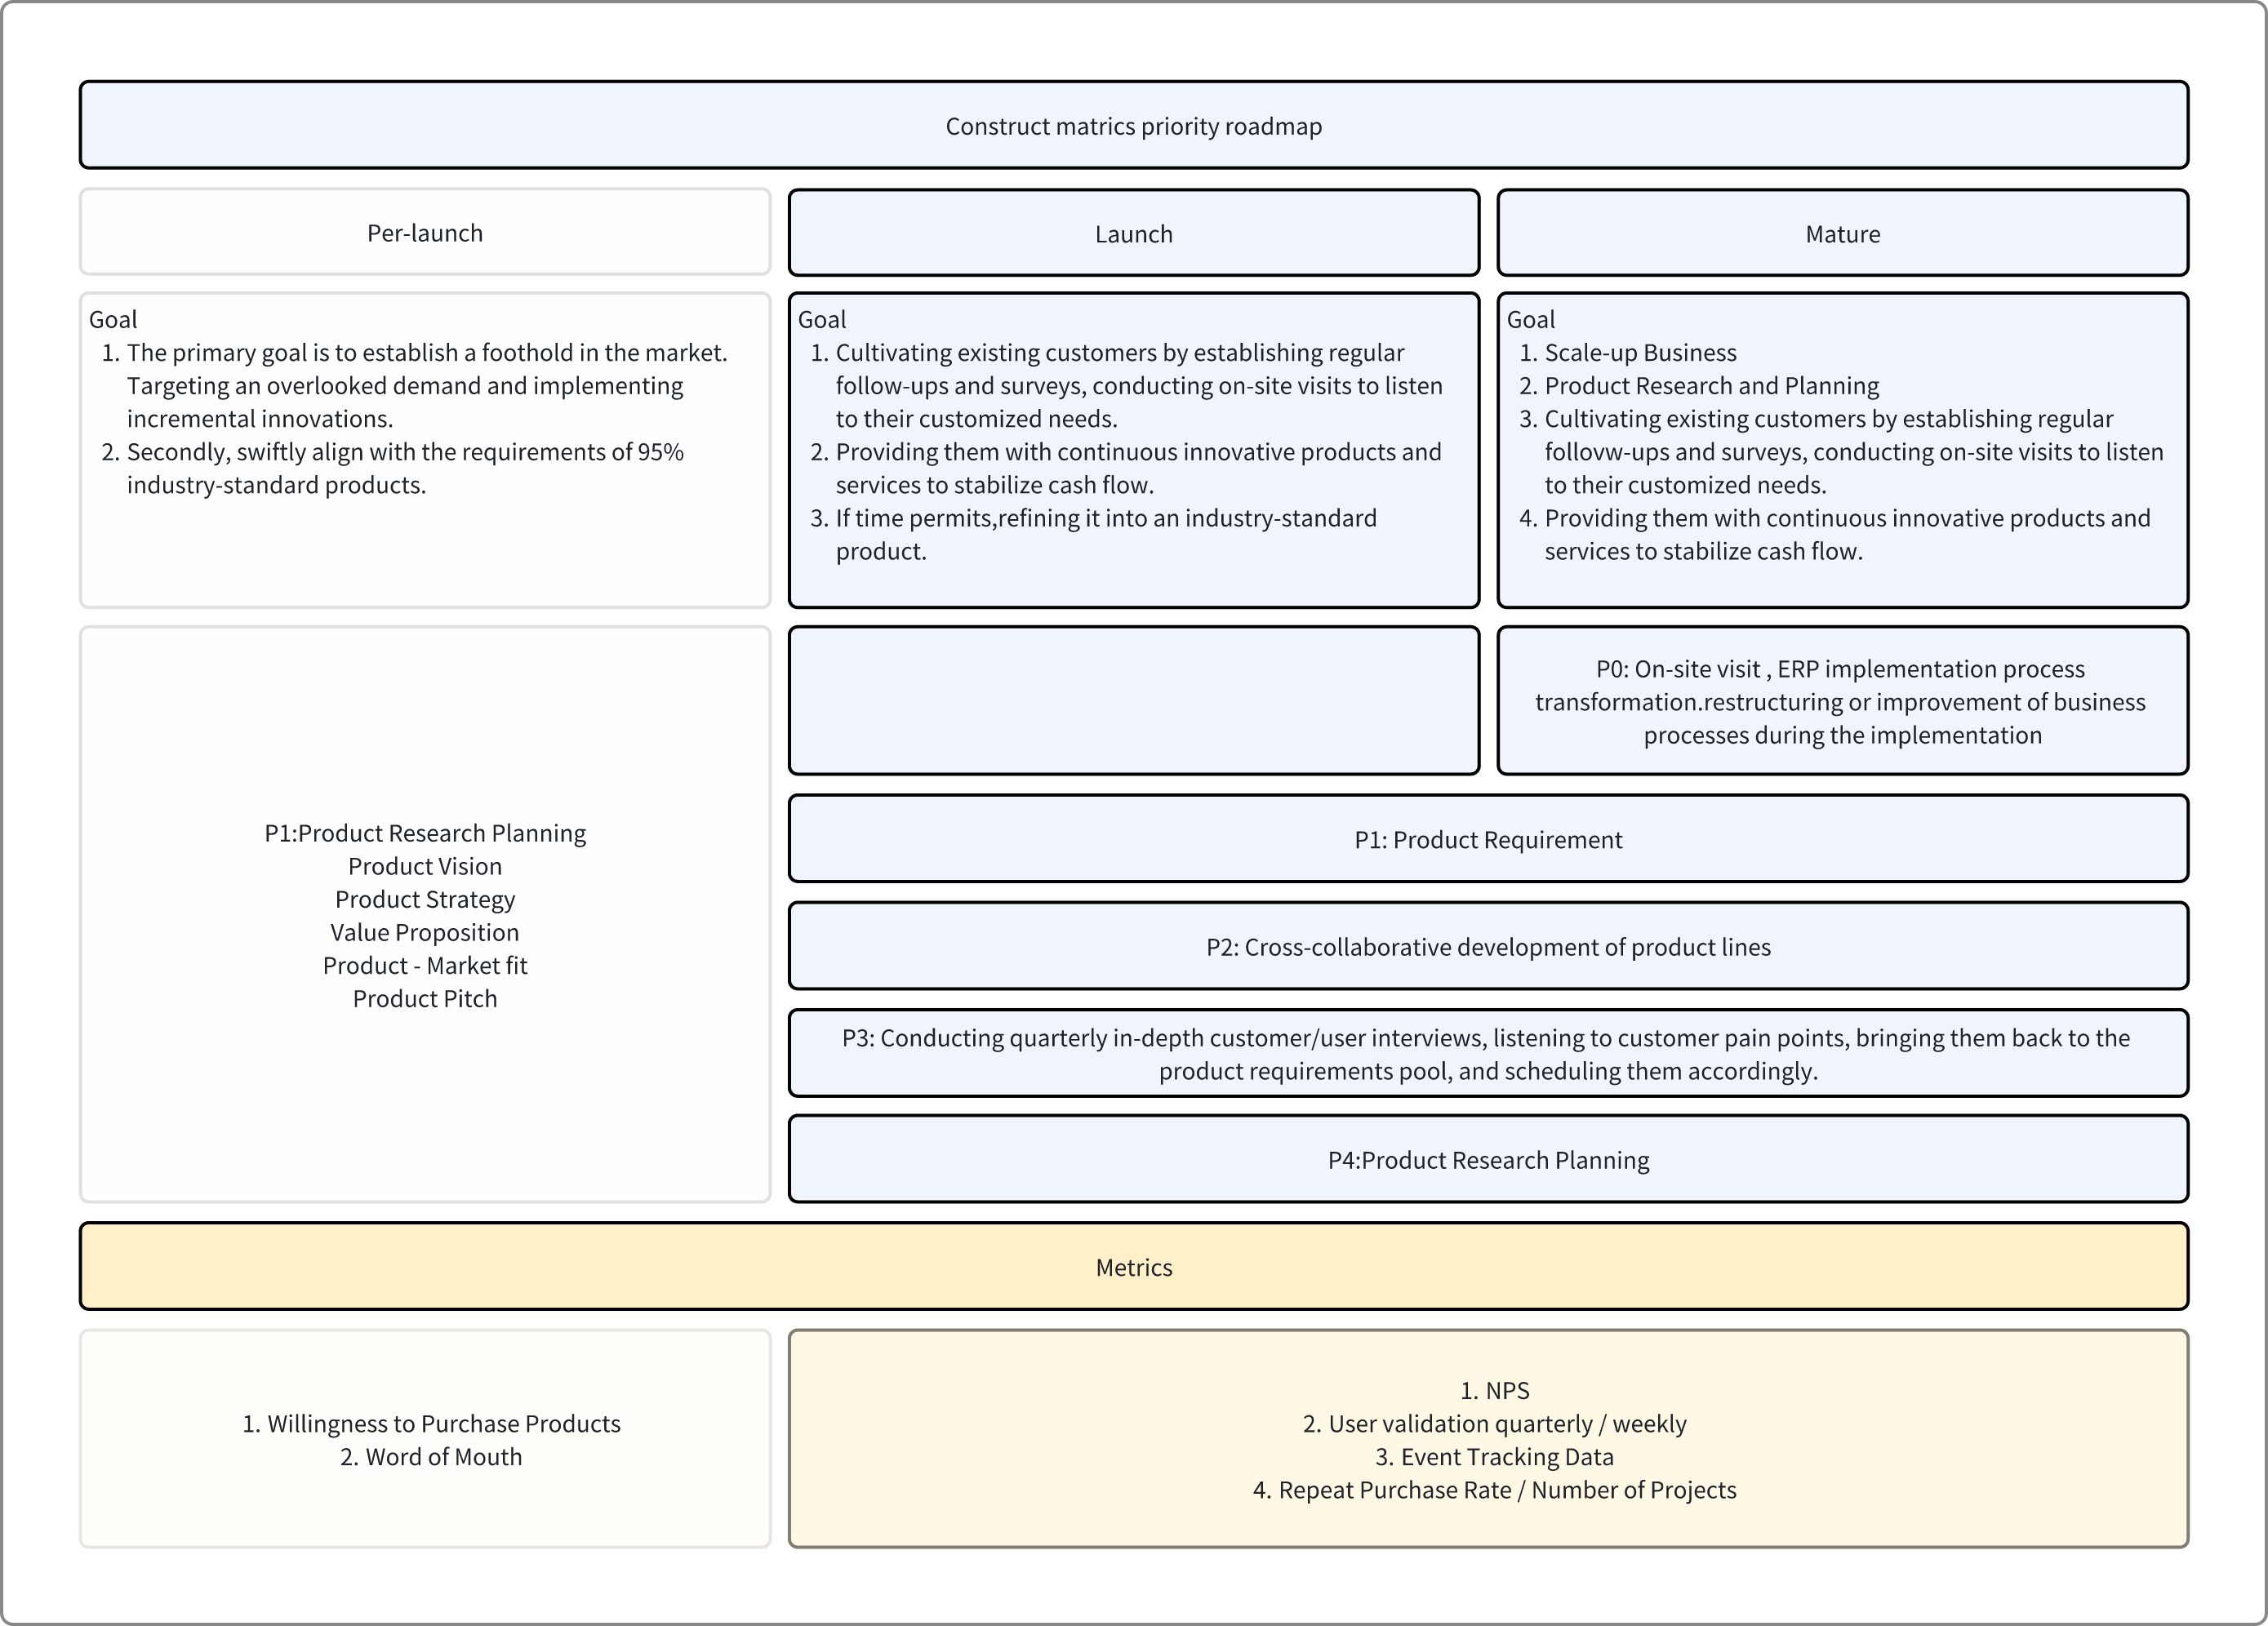 Construct matrics priority roadmap
Per-launch
Launch
Mature
Goal
1. The primary goal is to establish a foothold in the market.
Targeting an overlooked demand and implementing
incremental innovations.
2. Secondly, swiftly align with the requirements of 95%
industry-standard products.
Goal
1. Cultivating existing customers by establishing regular
follow-ups and surveys, conducting on-site visits to listen
to their customized needs.
2. Providing them with continuous innovative products and
services to stabilize cash flow.
3. If time permits,refining it into an industry-standard
product.
Goal
1. Scale-up Business
2. Product Research and Planning
3. Cultivating existing customers by establishing regular
follovw-ups and surveys, conducting on-site visits to listen
to their customized needs.
4. Providing them with continuous innovative products and
services to stabilize cash flow.
P1:Product Research Planning
Product Vision
Product Strategy
Value Proposition
Product - Market fit
Product Pitch
P0: On-site visit , ERP implementation process
transformation.restructuring or improvement of business
processes during the implementation
P1: Product Requirement
P2: Cross-collaborative development of product lines
P3: Conducting quarterly in-depth customer/user interviews, listening to customer pain points, bringing them back to the
product requirements pool, and scheduling them accordingly.
P4:Product Research Planning
Metrics
1. Willingness to Purchase Products
2. Word of Mouth
1. NPS
2. User validation quarterly / weekly
3. Event Tracking Data
4. Repeat Purchase Rate / Number of Projects